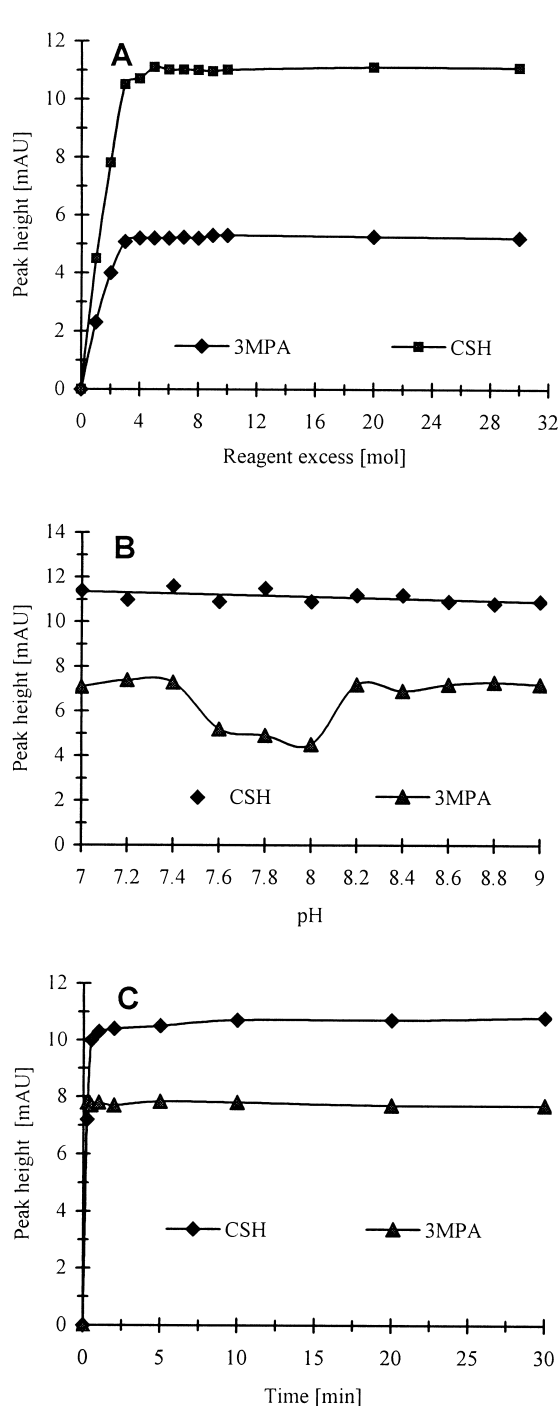 A
12
10
8
6
4
2
0
Peak height [mAU]
3MPA CSH
0 4 8 12 16 20 24 28 32
Reagent excess [mol]
B
14
12
10
8
6
4
2
0
Peak height [mAU]
CSH 3MPA
7 7.2 7.4 7.6 7.8 8 8.2 8.4 8.6 8.8 9
pH
C
12
10
8
6
4
2
0
Peak height [mAU]
CSH 3MPA
0 5 10 15 20 25 30
Time [min]